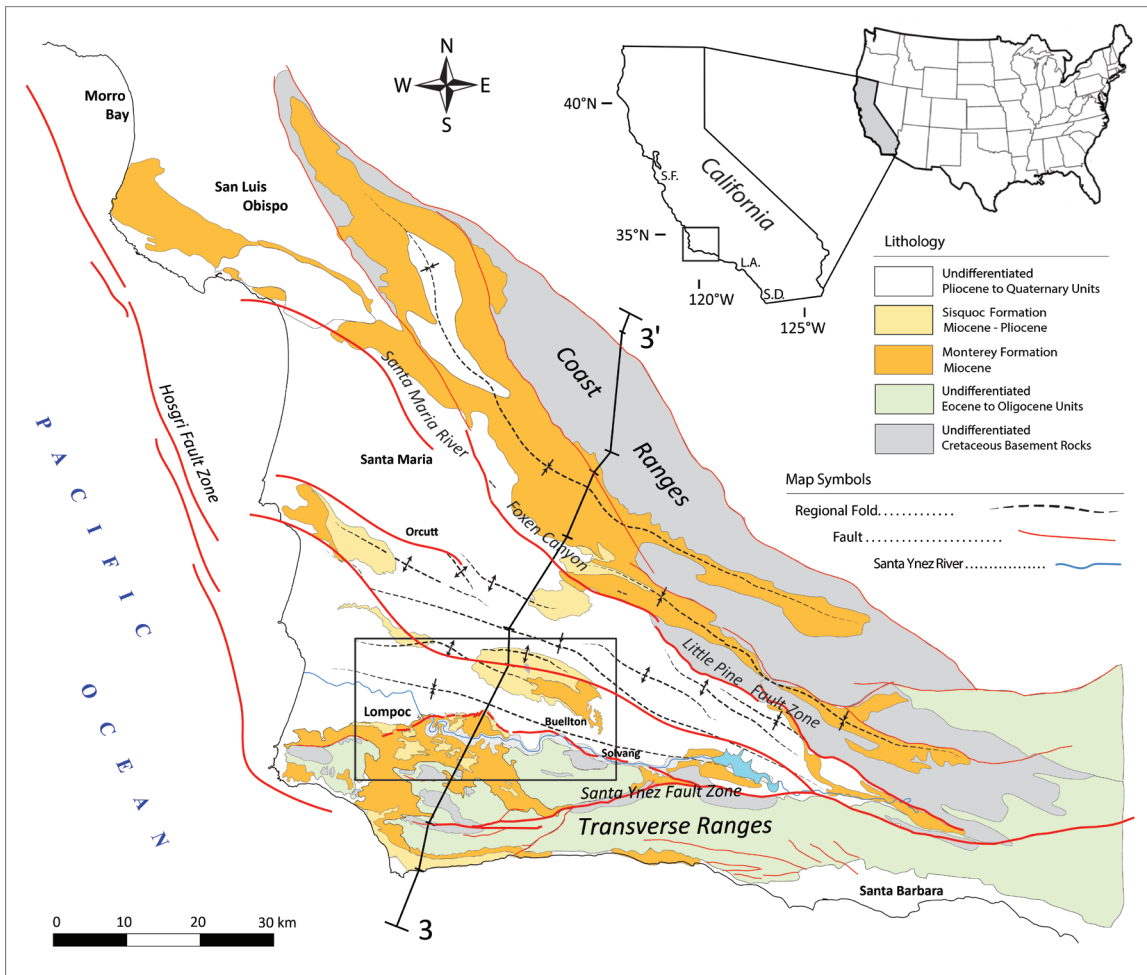 N
W
E
S
Morro
Bay
San Luis
Obispo
40°N
35°N
120°W
125°W
S.F.
L.A.
S.D.
California
Lithology
Undifferentiated
Pliocene to Quaternary Units
Sisquoc Formation
Miocene - Pliocene
Monterey Formation
Miocene
Undifferentiated
Eocene to Oligocene Units
Undifferentiated
Cretaceous Basement Rocks
Map Symbols
Regional Fold............
Fault.......................
Santa Ynez River...............
3'
Coast
Ranges
Santa Maria River
Hosgri Fault Zone
PACIFIC OCEAN
Santa Maria
Orcutt
Foxen Canyon
Little Pine Fault Zone
Lompoc
Buellton
Solvang
Santa Ynez Fault Zone
Transverse Ranges
Santa Barbara
3
0 10 20 30 km